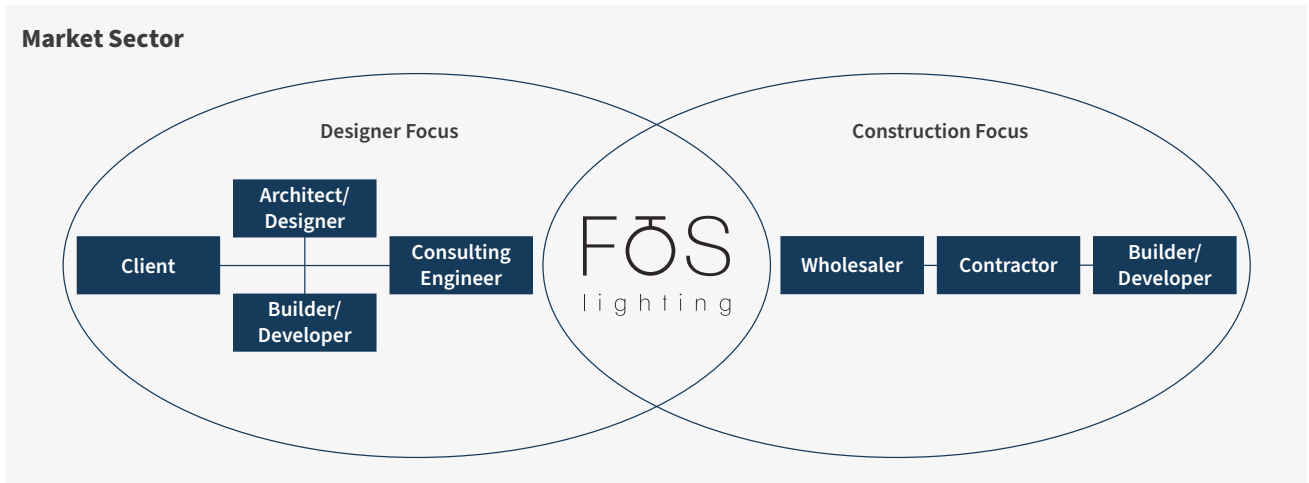 Market Sector
Designer Focus
Construction Focus
Architect/
Designer
Client
Consulting
Engineer
Builder/
Developer
FŌS
lighting
Wholesaler
Contractor
Builder/
Developer